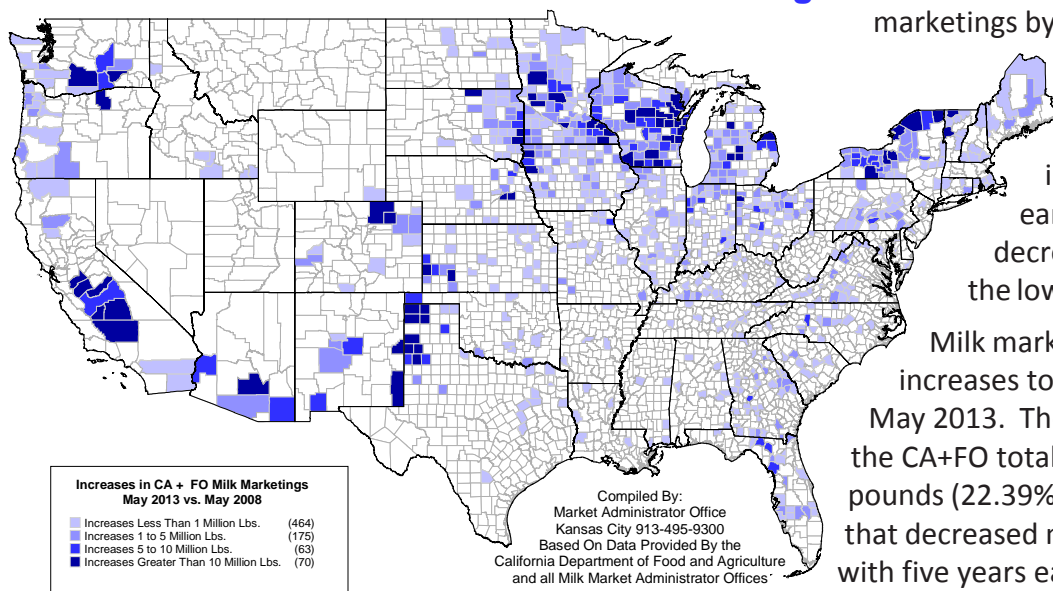 marketings by
i
ear
decre
the low
Milk mark
increases to
May 2013.  Th
the CA+FO total
pounds (22.39%
that decreased m
with five years ea
Increases in CA +  FO Milk Marketings
May 2013 vs. May 2008
Increases Less Than 1 Million Lbs. (464)
Increases 1 to 5 Million Lbs. (175)
Increases 5 to 10 Million Lbs. (63)
Increases Greater Than 10 Million Lbs. (70)
Compiled By:
Market Administrator Office
Kansas City 913-495-9300
Based On Data Provided By the
California Department of Food and Agriculture
and all Milk Market Administrator Offices